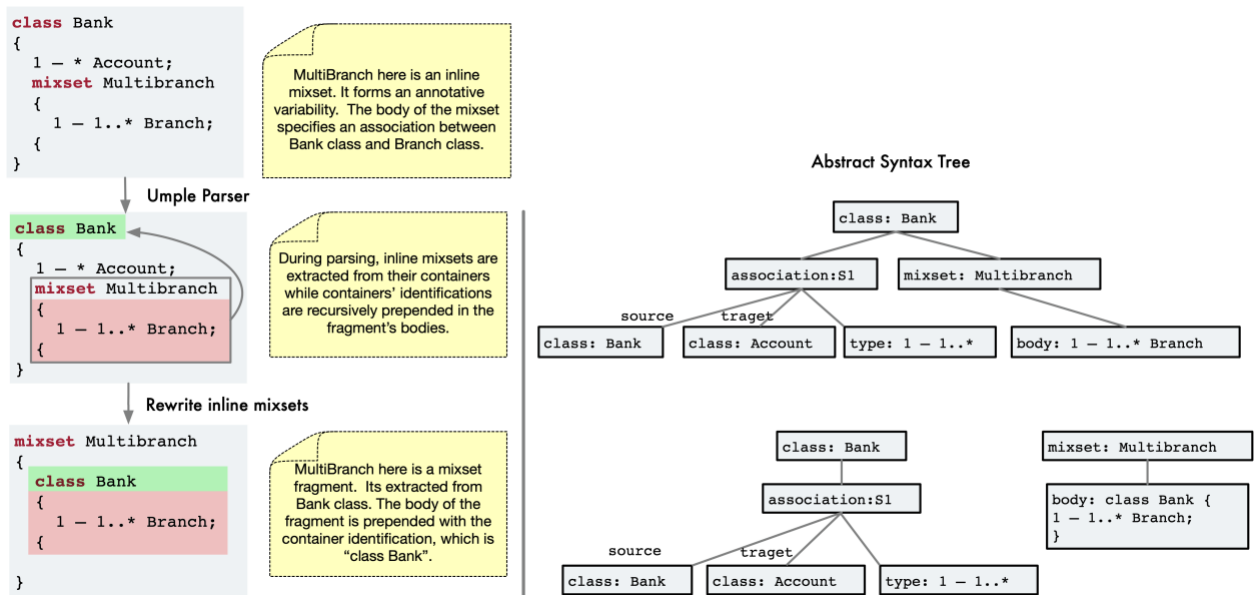 class Bank
{
1 – * Account;
mixset Multibranch
{
1 – 1..* Branch;
{
}
MultiBranch here is an inline
mixset. It forms an annotative
variability. The body of the mixset
specifies an association between
Bank class and Branch class.
Umple Parser
class Bank
{
1 – * Account;
mixset Multibranch
{
1 – 1..* Branch;
{
}
During parsing, inline mixsets are
extracted from their containers
while containers' identifications
are recursively prepended in the
fragment's bodies.
Rewrite inline mixsets
mixset Multibranch
{
class Bank
{
1 – 1..* Branch;
{
}
MultiBranch here is a mixset
fragment. Its extracted from
Bank class. The body of the
fragment is prepended with the
container identification, which is
“class Bank”.
Abstract Syntax Tree
class: Bank
association:S1
mixset: Multibranch
source
traget
class: Bank
class: Account
type: 1 – 1..*
body: 1 – 1..* Branch
class: Bank
mixset: Multibranch
association:S1
body: class Bank {
1 – 1..* Branch;
}
source
traget
class: Bank
class: Account
type: 1 – 1..*